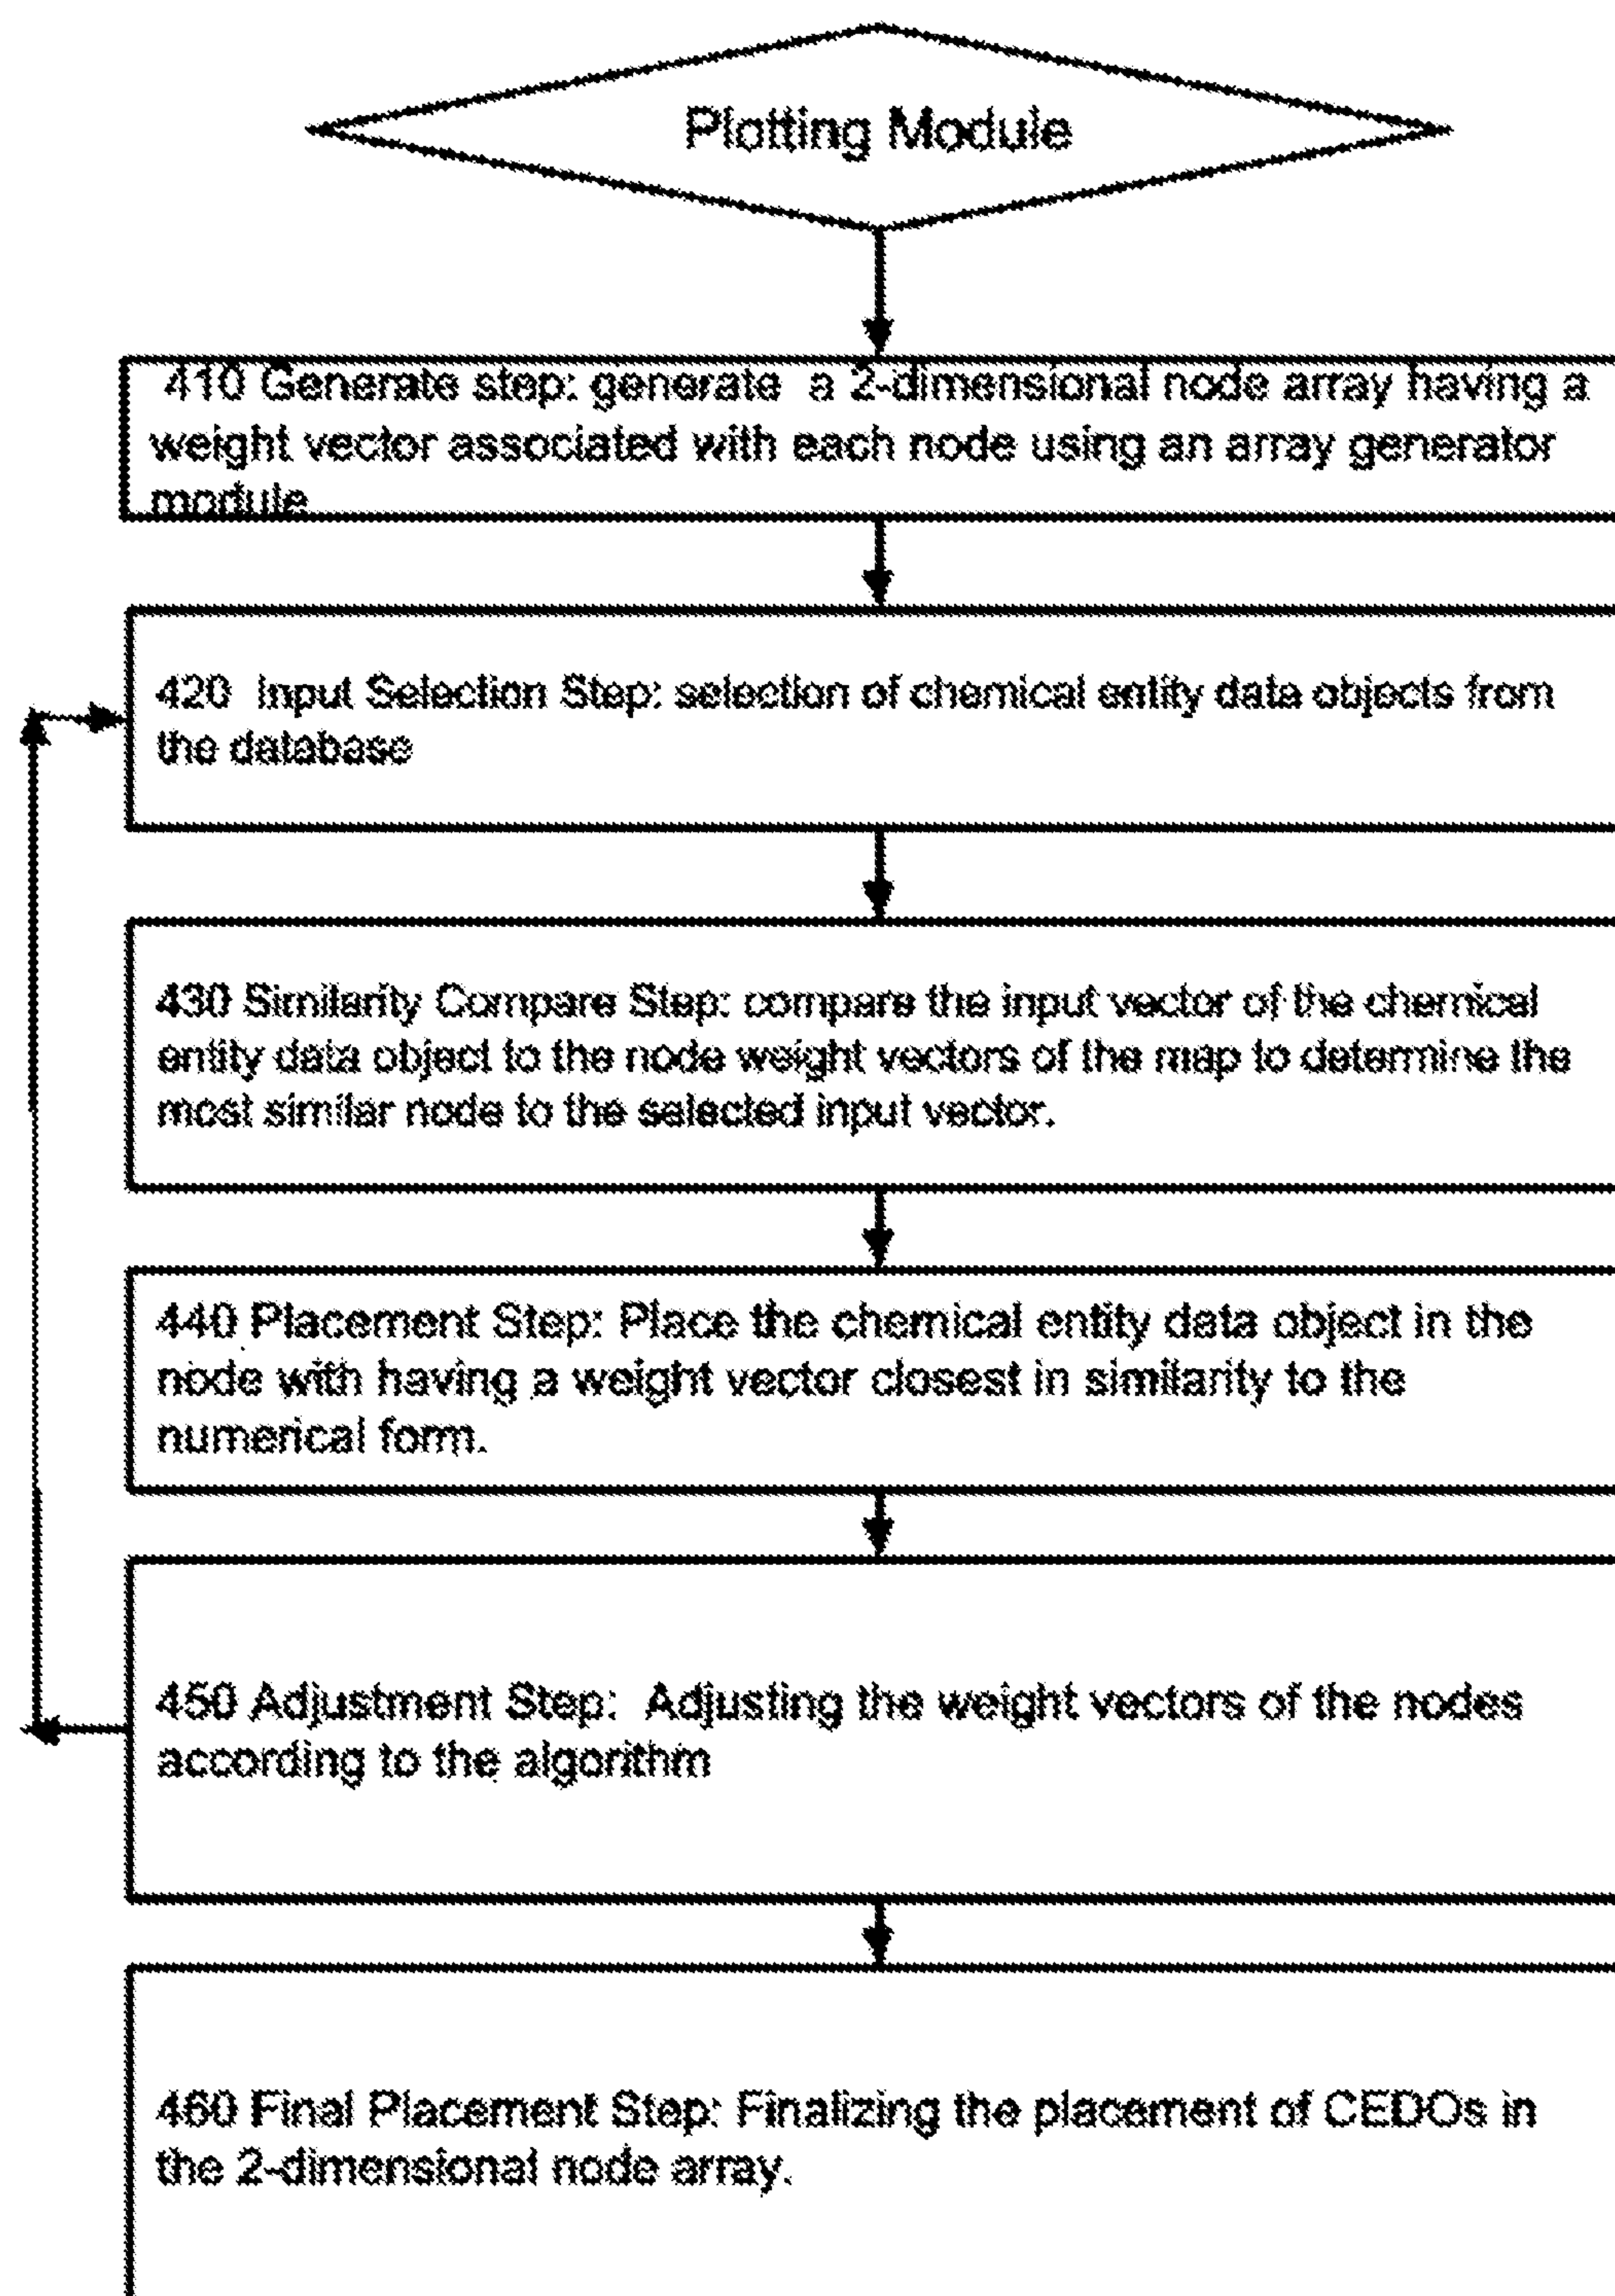 Plotting Module
410 Generate step: generate a 2-dimensional node array having a
weight vector associated with each node using an array generator
module
420 Input Selection Step: selection of chemical entity data objects from
the database
430 Similarity Compare Step: compare the input vector of the chemical
entity data object to the node weight vectors of the map to determine the
most similar node to the selected input vector.
440 Placement Step: Place the chemical entity data object in the
node with having a weight vector closest in similarity to the
numerical form.
450 Adjustment Step: Adjusting the weight vectors of the nodes
according to the algorithm
460 Final Placement Step: Finalizing the placement of CEDOs in
the 2-dimensional node array.